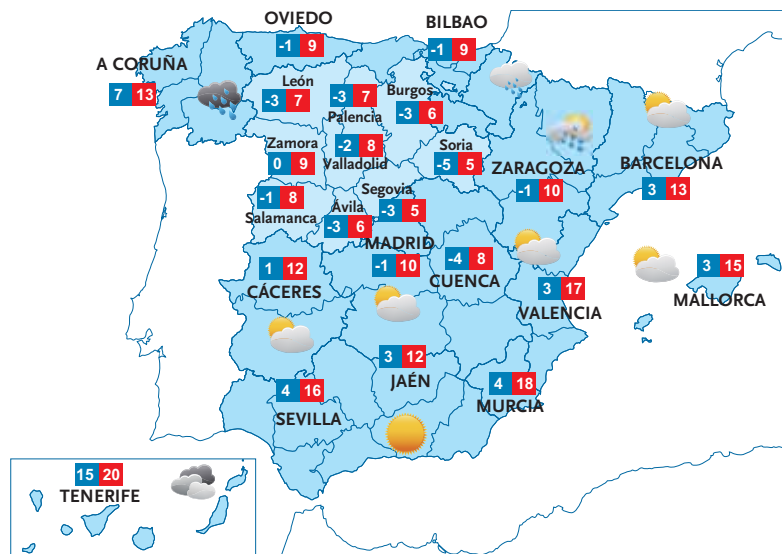 OVIEDO
-1 9
BILBAO
-1 9
A CORUÑA
7 13
León
-3 7
-3 7
Palencia
Burgos
-3 6
Zamora
0 9
-2 8
Valladolid
Soria
-5 5
ZARAGOZA
-1 10
BARCELONA
3 13
-1 8
Salamanca
Ávila
-3 6
Segovia
-3 5
MADRID
-1 10
-4 8
CUENCA
1 12
CÁCERES
3 17
VALENCIA
3 15
MALLORCA
3 12
JAÉN
4 16
SEVILLA
4 18
MURCIA
15 20
TENERIFE